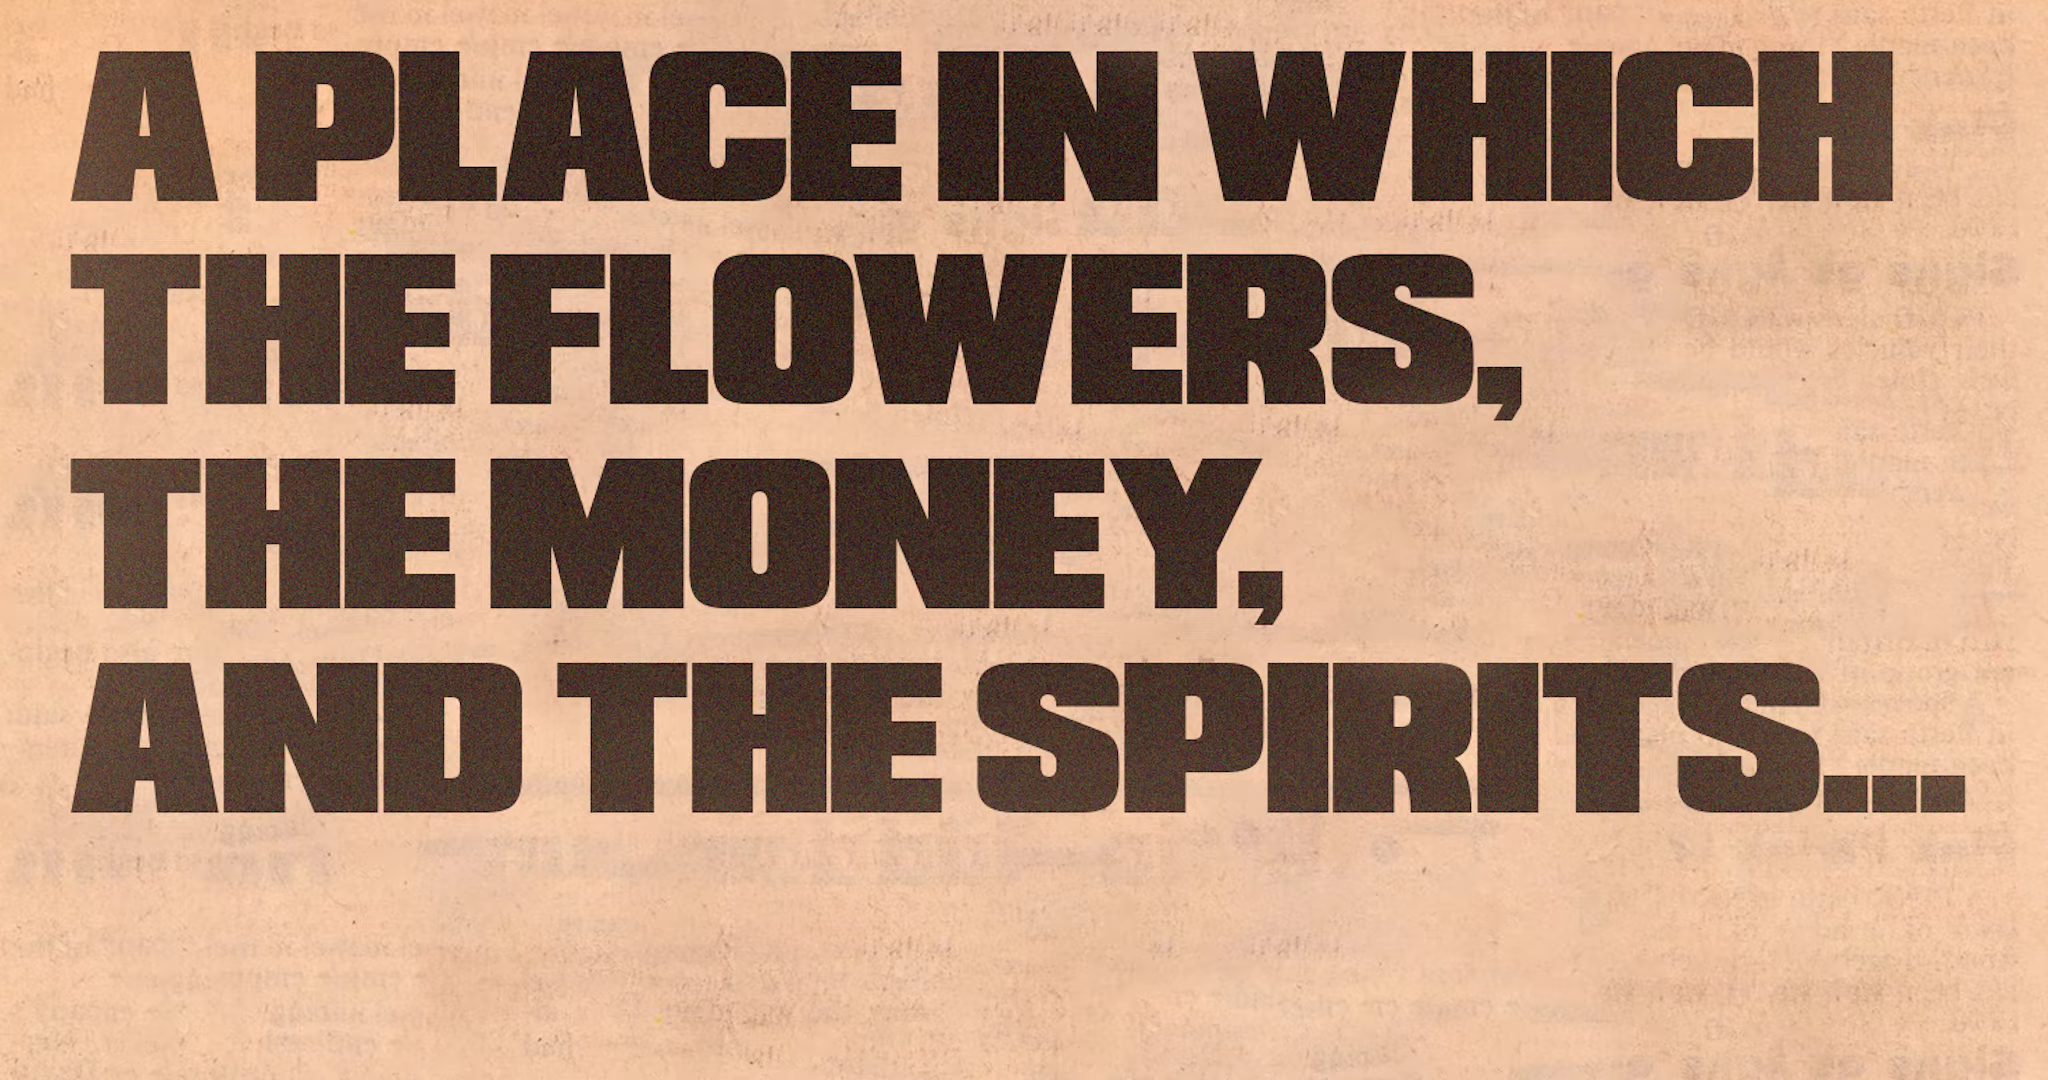 A PLACE IN WHICH
THE FLOWERS,
THE MONEY,
AND THE SPIRITS...